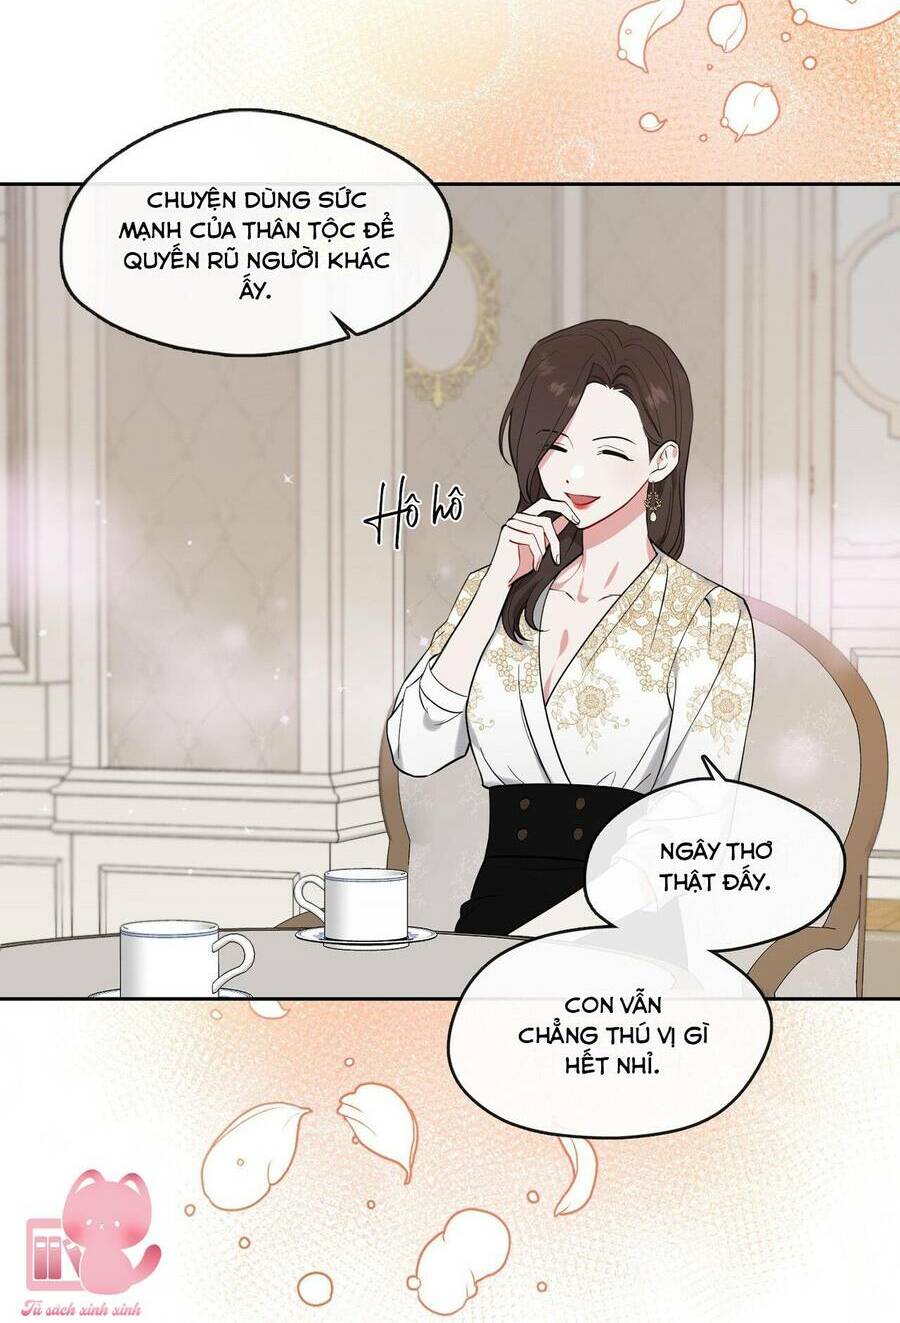 CHUYỆN DÙNG SỨC
MẠNH CỦA THÂN TỘC ĐỂ
QUYẾN RŨ NGƯỜI KHÁC
ẤY.
Hô hô
NGÂY THƠ
THẬT ĐẤY.
CON VẪN
CHẲNG THÚ VỊ GÌ
HẾT NHỈ.
Tủ sách xinh xinh